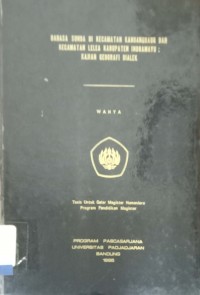 BAHASA SUNDA DI KECAMATAN KANDANGHAUR DAN
KECAMATAN LELEA KABUPATEN INDRAMAYU ;
KAJIAN GEOGRAFI DIALEK
WAHYA
Tesis Untuk Gelar Magister Humaniora
Program Pendidikan Magister
PROGRAM PASCASARJANA
UNIVERSITAS PADJADJARAN
BANDUNG